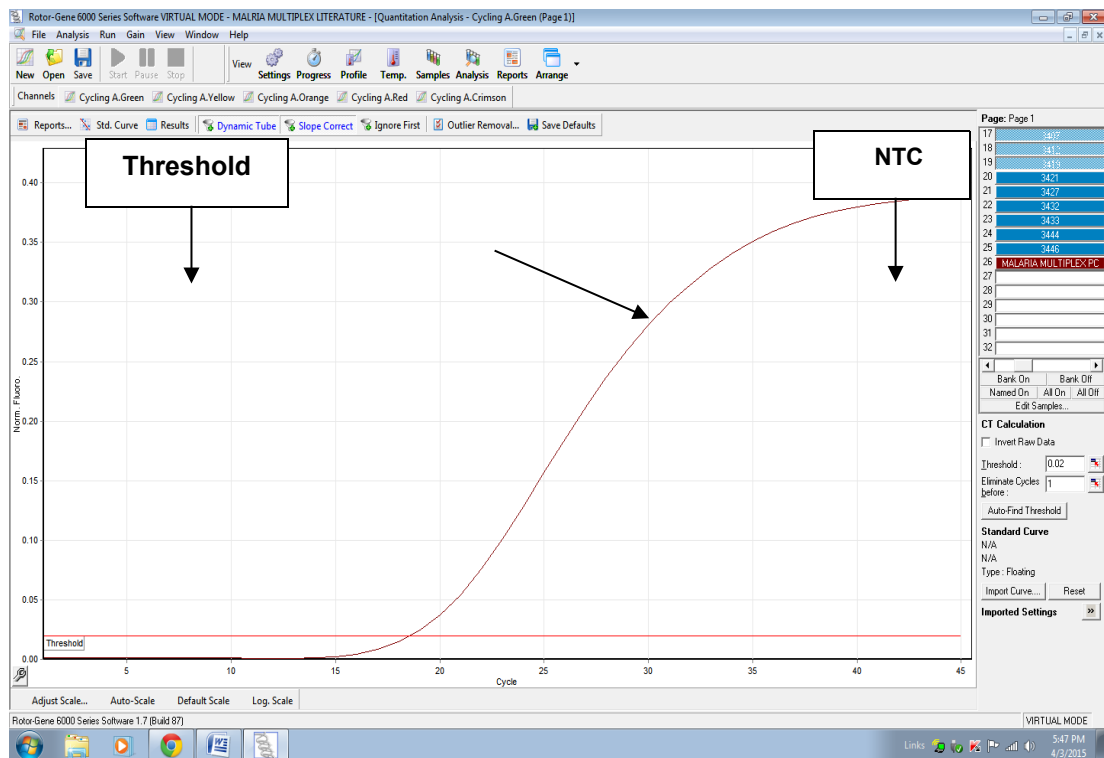 Rotor-Gene 6000 Series Software VIRTUAL MODE - MALRIA MULTIPLEX LITERATURE - [Quantitation Analysis - Cycling A.Green (Page 1)]
File Analysis Run Gain View Window Help
New Open Save Start Pause Stop View Settings Progress Profile Temp. Samples Analysis Reports Arrange
Channels Cycling A.Green Cycling A.Yellow Cycling A.Orange Cycling A.Red Cycling A.Crimson
Reports... Std. Curve Results Dynamic Tube Slope Correct Ignore First Outlier Removal... Save Defaults
Threshold
NTC
0.40
0.35
0.30
0.25
0.20
0.15
0.10
0.05
0.00
Norm. Fluoro.
Threshold
5 10 15 20 25 30 35 40 45
Cycle
Adjust Scale... Auto-Scale Default Scale Log. Scale
Page: Page 1
17 3407
18 3412
19 3419
20 3421
21 3427
22 3432
23 3433
24 3444
25 3446
26 MALARIA MULTIPLEX PC
27
28
29
30
31
32
Bank On Bank Off
Named On All On All Off
Edit Samples...
CT Calculation
Invert Raw Data
Threshold : 0.02
Eliminate Cycles 1
before :
Auto-Find Threshold
Standard Curve
N/A
N/A
Type : Floating
Import Curve.... Reset
Imported Settings
Rotor-Gene 6000 Series Software 1.7 (Build 87)
VIRTUAL MODE
Links
5:47 PM
4/3/2015